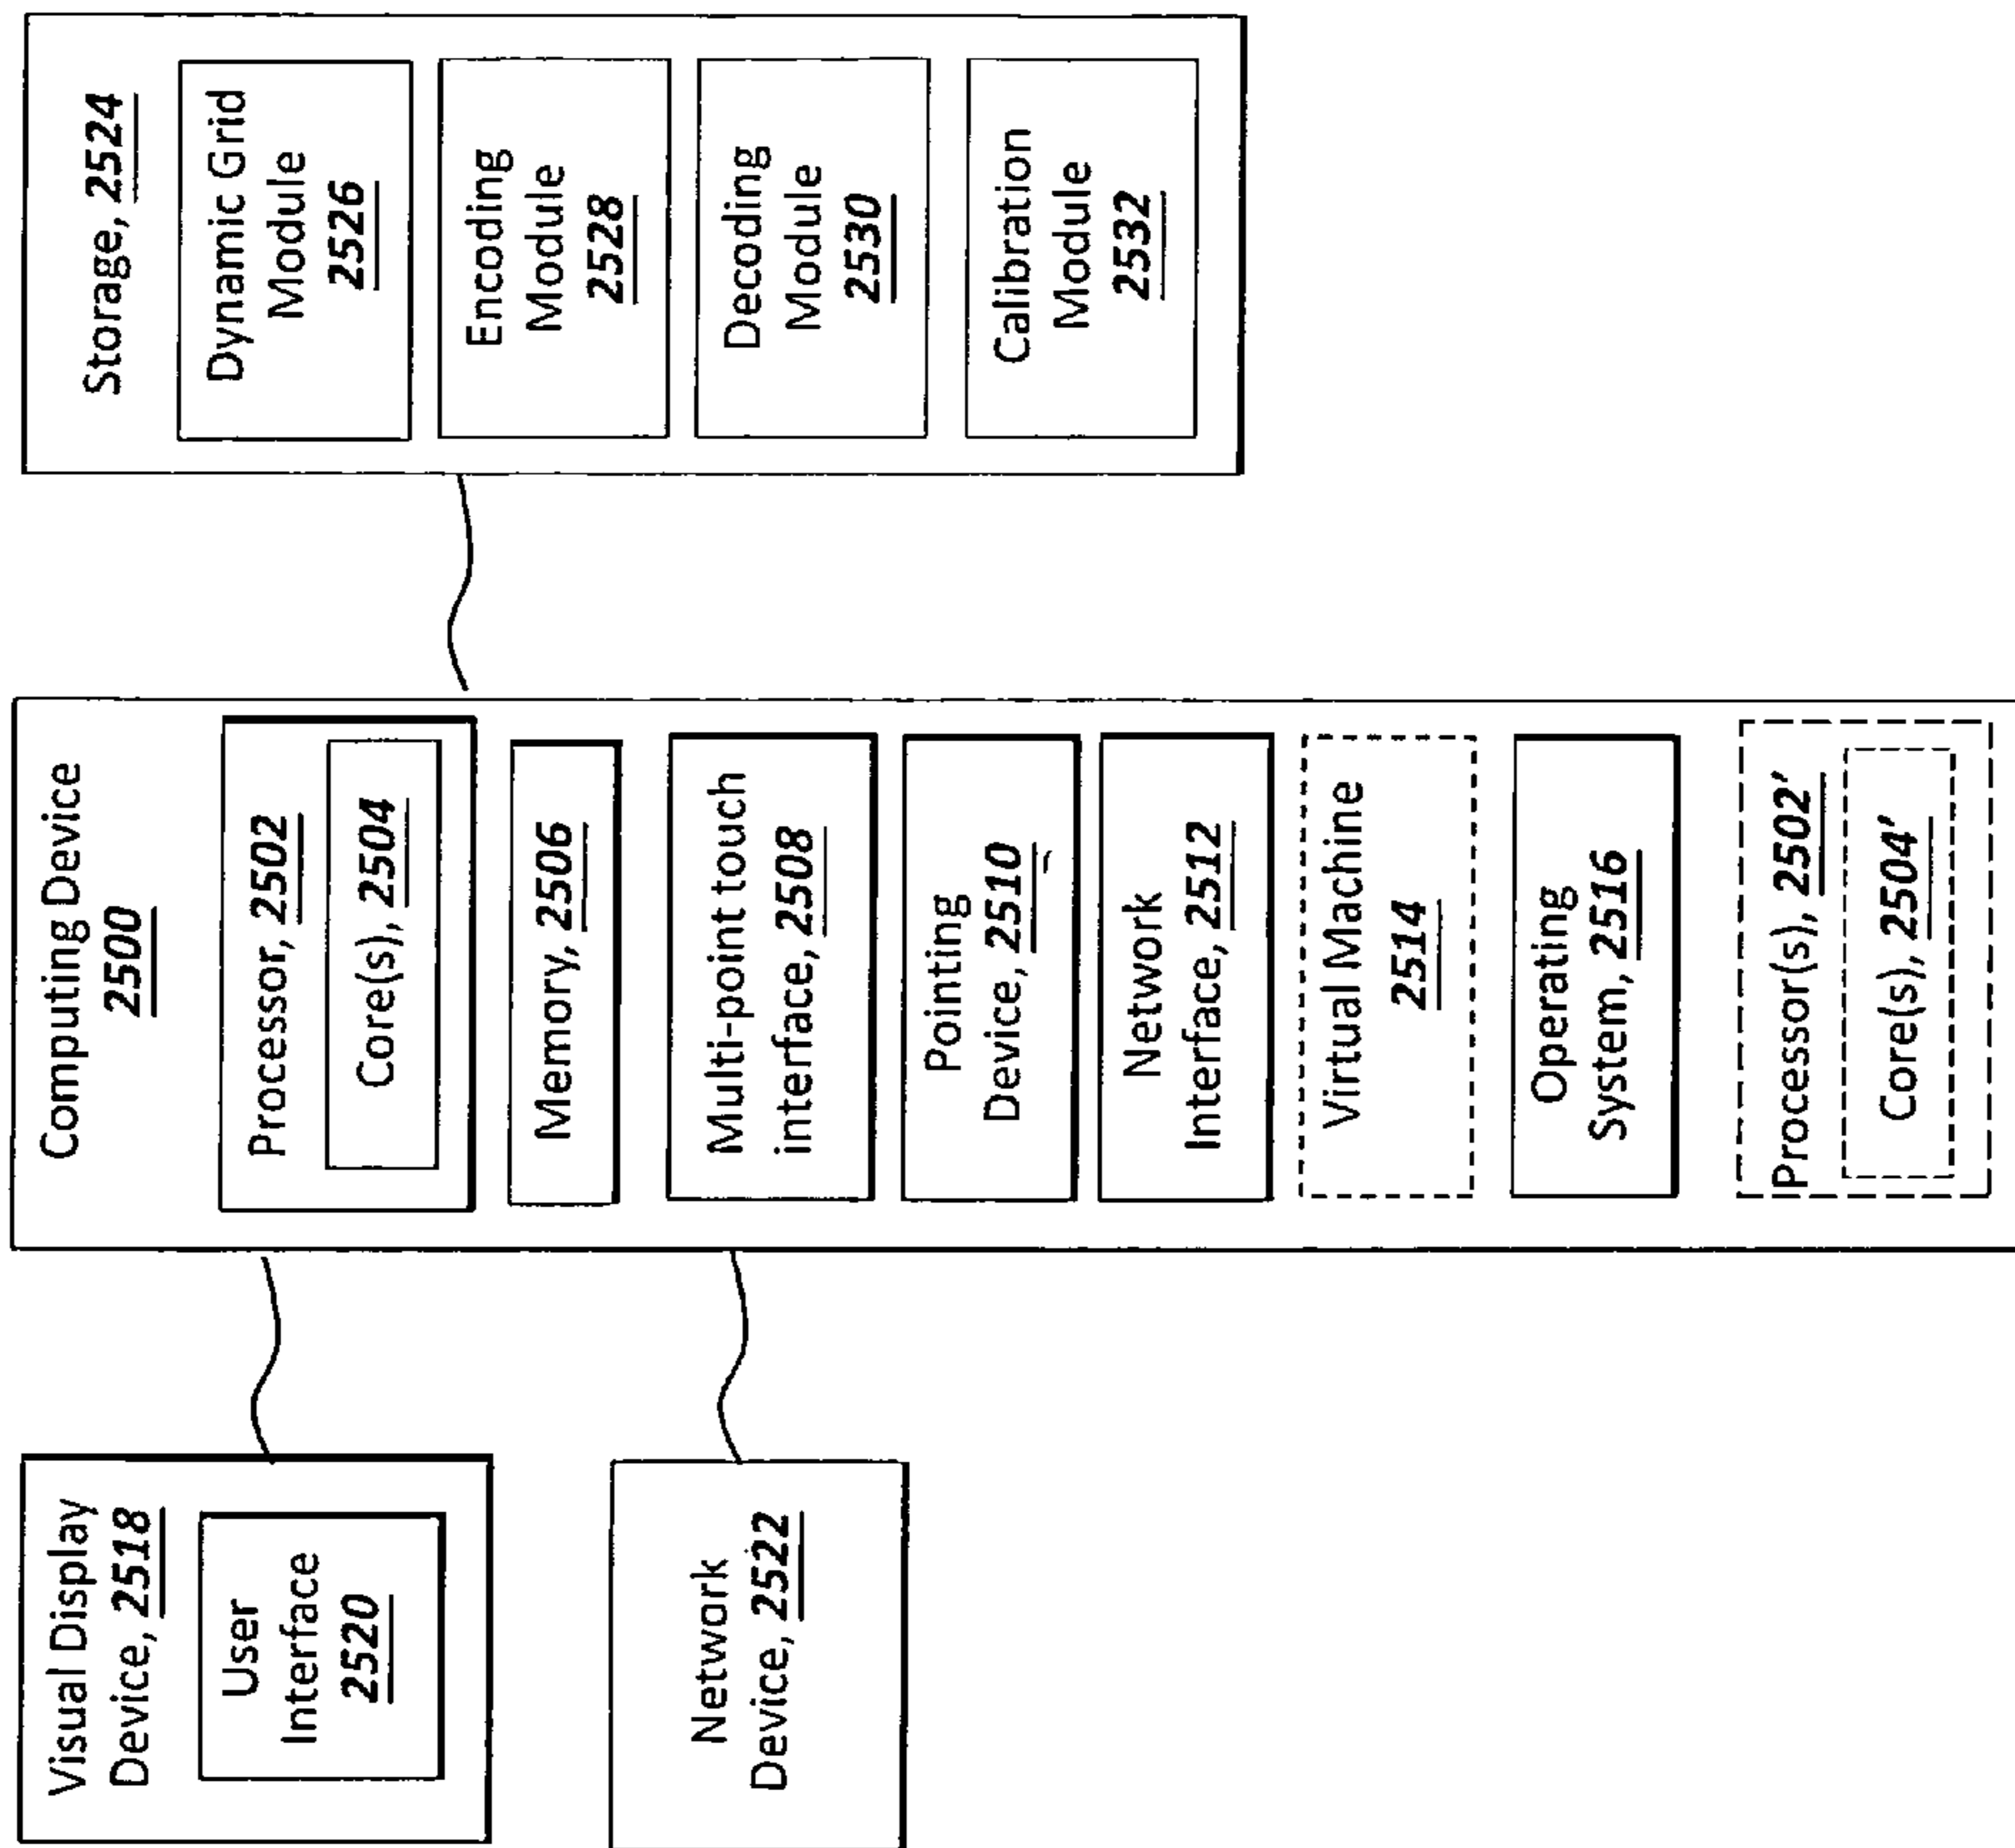 Visual Display
Device, 2518
User
Interface
2520
Network
Device, 2522
Computing Device
2500
Processor, 2502
Core(s), 2504
Memory, 2506
Multi-point touch
interface, 2508
Pointing
Device, 2510
Network
Interface, 2512
Virtual Machine
2514
Operating
System, 2516
Processor(s), 2502'
Core(s), 2504'
Storage, 2524
Dynamic Grid
Module
2526
Encoding
Module
2528
Decoding
Module
2530
Calibration
Module
2532